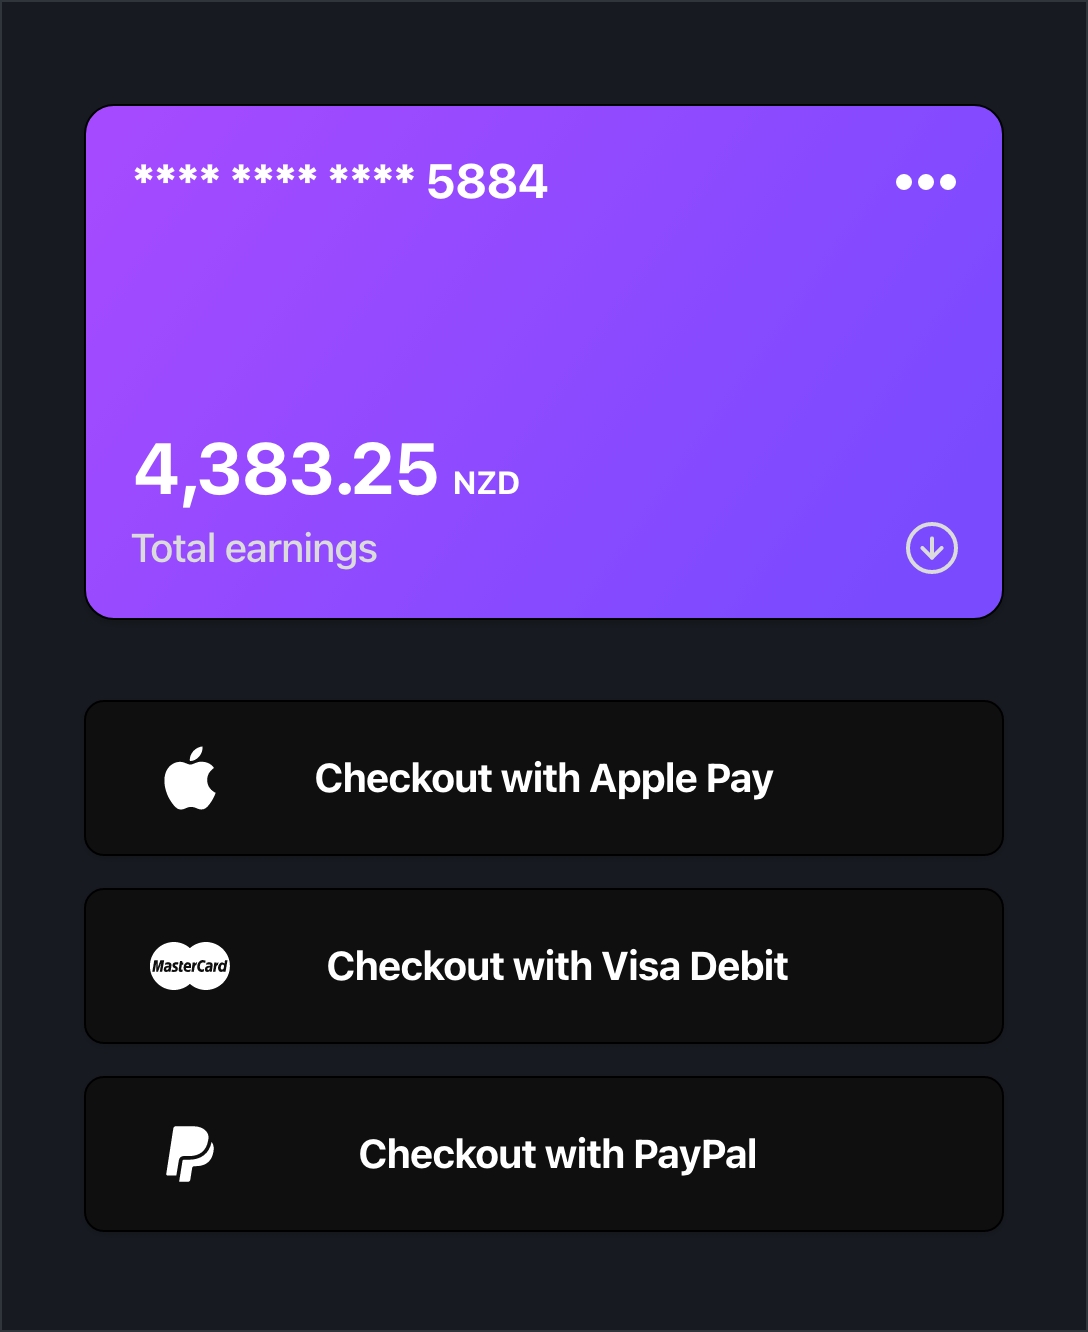 **** **** **** 5884
4,383.25 NZD
Total earnings
Checkout with Apple Pay
MasterCard
Checkout with Visa Debit
Checkout with PayPal